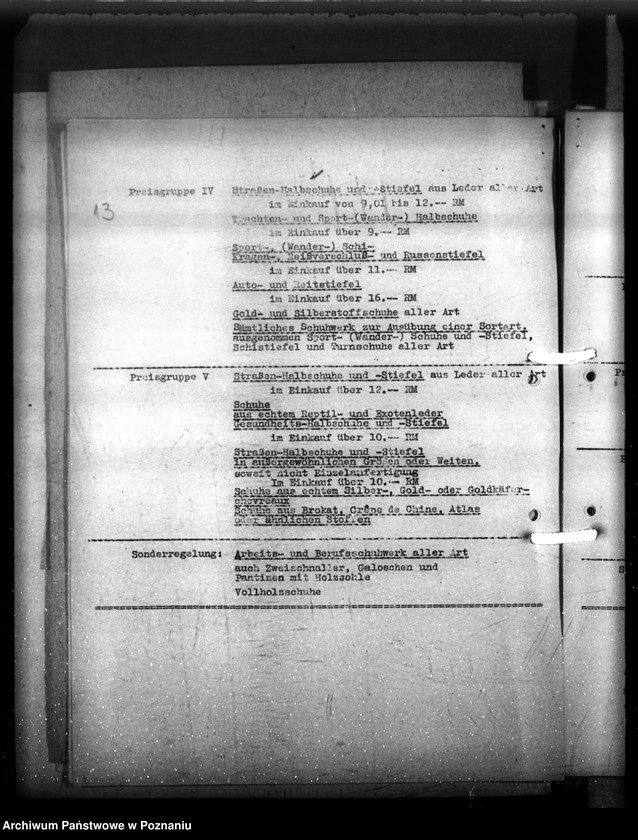 Preisgruppe IV Straßen-Halbschuhe und -Stiefel aus Leder aller Art
13
im Einkauf von 9,01 bis 12.-- RM
Trachten- und Sport-(Wander-) Halbschuhe
im Einkauf über 9.-- RM
Sport-, (Wander-) Schi-
Kragen-, Reißverschluß- und Russenstiefel
im Einkauf über 11.-- RM
Auto- und Reitstiefel
im Einkauf über 16.-- RM
Gold- und Silberstoffschuhe aller Art
Sämtliches Schuhwerk zur Ausübung einer Sortart,
ausgenommen Sport- (Wander-) Schuhe und -Stiefel,
Schistiefel und Turnschuhe aller Art
Preisgruppe V Straßen-Halbschuhe und -Stiefel aus Leder aller Art
im Einkauf über 12.-- RM
Schuhe
aus echtem Reptil- und Exotenleder
Gesundheits-Halbschuhe und -Stiefel
im Einkauf über 10.-- RM
Straßen-Halbschuhe und -Stiefel
in außergewöhnlichen Größen oder Weiten,
soweit nicht Einzelanfertigung
Im Einkauf über 10.-- RM
Schuhe aus echtem Silber-, Gold- oder Goldkäfer-
chevreaux
Schuhe aus Brokat, Crêpe de Chine, Atlas
oder ähnlichen Stoffen
Sonderregelung: Arbeits- und Berufsschuhwerk aller Art
auch Zweischnaller, Galoschen und
Pantinen mit Holzsohle
Vollholzschuhe
Archiwum Państwowe w Poznaniu